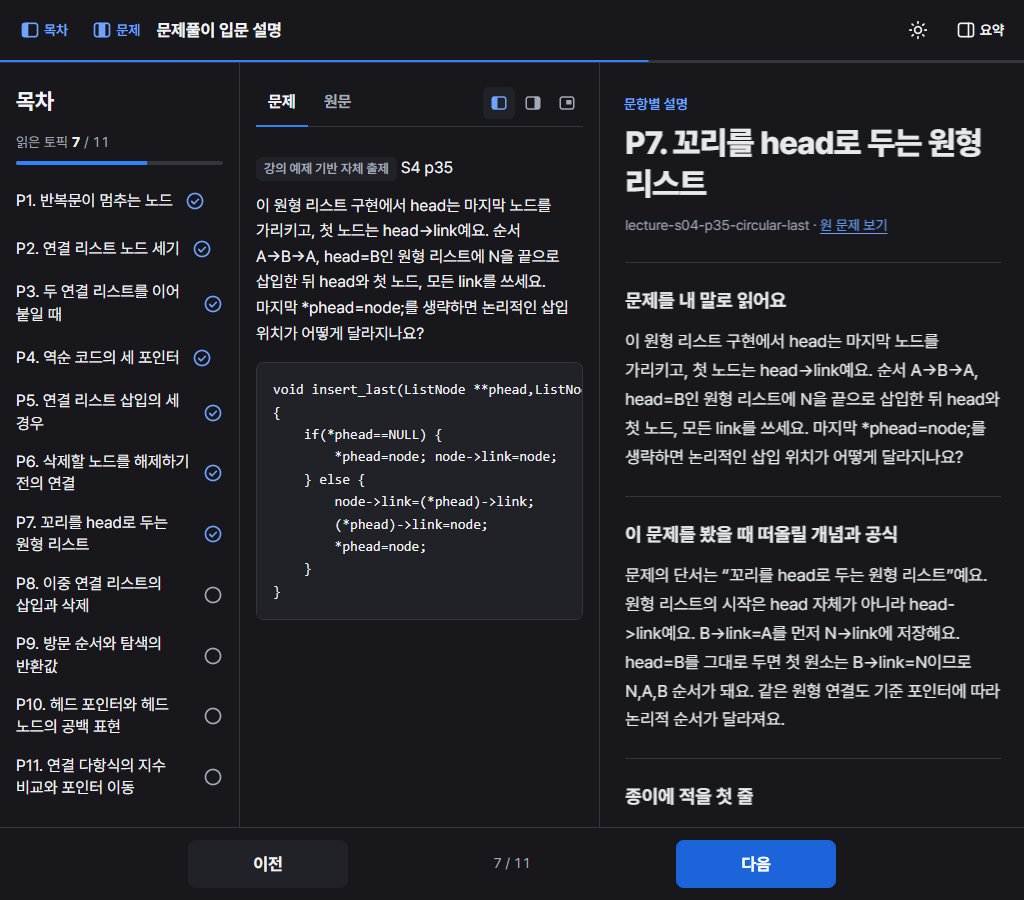 목차
문제
문제풀이 입문 설명
요약
목차
읽은 토픽 7 / 11
P1. 반복문이 멈추는 노드
P2. 연결 리스트 노드 세기
P3. 두 연결 리스트를 이어
붙일 때
P4. 역순 코드의 세 포인터
P5. 연결 리스트 삽입의 세
경우
P6. 삭제할 노드를 해제하기
전의 연결
P7. 꼬리를 head로 두는
원형 리스트
P8. 이중 연결 리스트의
삽입과 삭제
P9. 방문 순서와 탐색의
반환값
P10. 헤드 포인터와 헤드
노드의 공백 표현
P11. 연결 다항식의 지수
비교와 포인터 이동
문제
원문
강의 예제 기반 자체 출제 S4 p35
이 원형 리스트 구현에서 head는 마지막 노드를
가리키고, 첫 노드는 head→link예요. 순서
A→B→A, head=B인 원형 리스트에 N을 끝으로
삽입한 뒤 head와 첫 노드, 모든 link를 쓰세요.
마지막 *phead=node;를 생략하면 논리적인 삽입
위치가 어떻게 달라지나요?
void insert_last(ListNode **phead,ListNo
{
    if(*phead==NULL) {
        *phead=node; node->link=node;
    } else {
        node->link=(*phead)->link;
        (*phead)->link=node;
        *phead=node;
    }
}
문항별 설명
P7. 꼬리를 head로 두는 원형
리스트
lecture-s04-p35-circular-last · 원 문제 보기
문제를 내 말로 읽어요
이 원형 리스트 구현에서 head는 마지막 노드를
가리키고, 첫 노드는 head→link예요. 순서 A→B→A,
head=B인 원형 리스트에 N을 끝으로 삽입한 뒤 head와
첫 노드, 모든 link를 쓰세요. 마지막 *phead=node;를
생략하면 논리적인 삽입 위치가 어떻게 달라지나요?
이 문제를 봤을 때 떠올릴 개념과 공식
문제의 단서는 “꼬리를 head로 두는 원형 리스트”예요.
원형 리스트의 시작은 head 자체가 아니라 head-
>link예요. B→link=A를 먼저 N→link에 저장해요.
head=B를 그대로 두면 첫 원소는 B→link=N이므로
N,A,B 순서가 돼요. 같은 원형 연결도 기준 포인터에 따라
논리적 순서가 달라져요.
종이에 적을 첫 줄
이전
7 / 11
다음